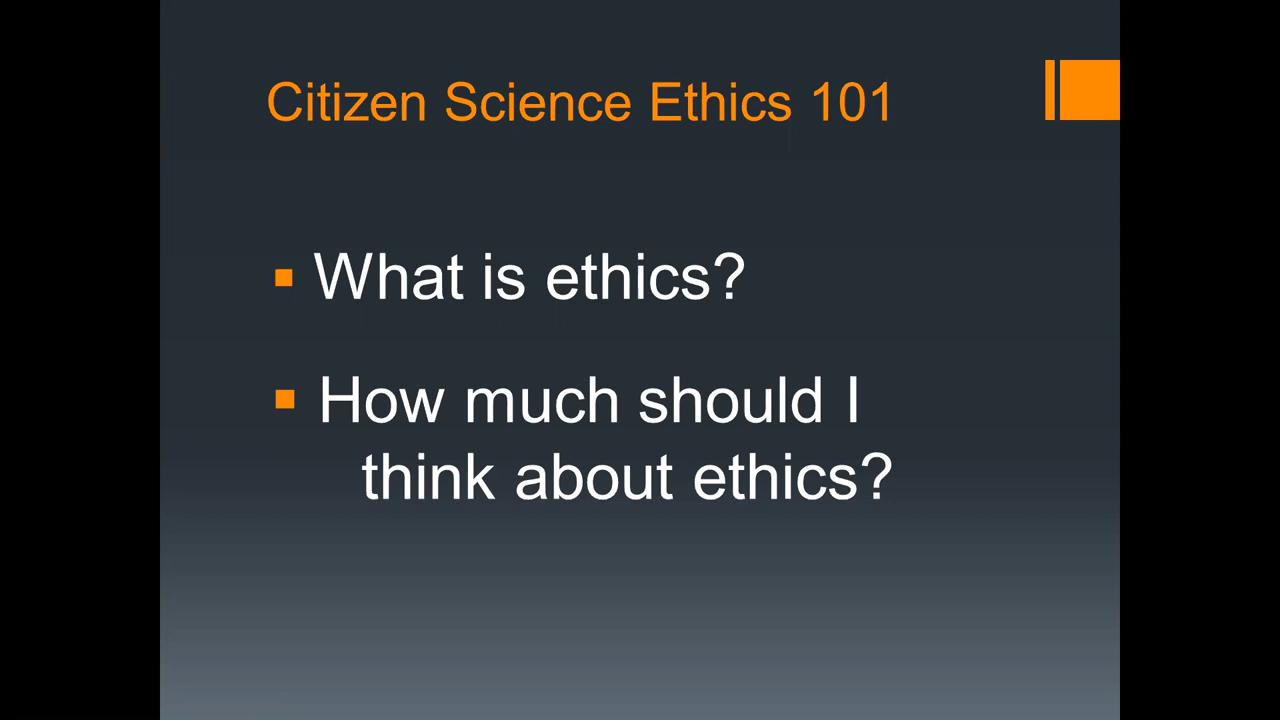 Citizen Science Ethics 101
What is ethics?
How much should I
think about ethics?